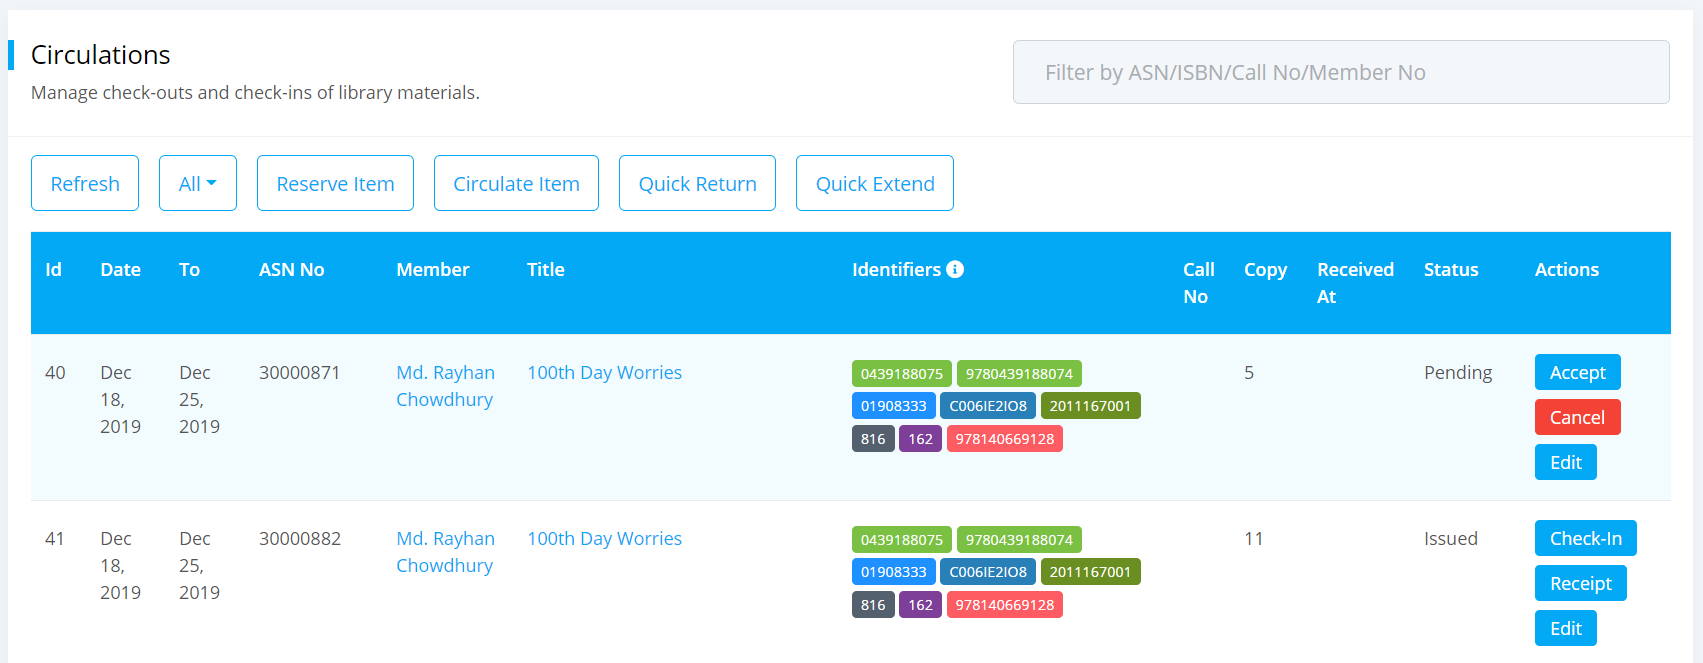 Circulations
Manage check-outs and check-ins of library materials.
Filter by ASN/ISBN/Call No/Member No
Refresh All Reserve Item Circulate Item Quick Return Quick Extend
Id Date To ASN No Member Title Identifiers Call No Copy Received At Status Actions
40 Dec 18, 2019 Dec 25, 2019 30000871 Md. Rayhan Chowdhury 100th Day Worries
0439188075 9780439188074
01908333 C006IE2IO8 2011167001
816 162 978140669128
5 Pending
Accept
Cancel
Edit
41 Dec 18, 2019 Dec 25, 2019 30000882 Md. Rayhan Chowdhury 100th Day Worries
0439188075 9780439188074
01908333 C006IE2IO8 2011167001
816 162 978140669128
11 Issued
Check-In
Receipt
Edit